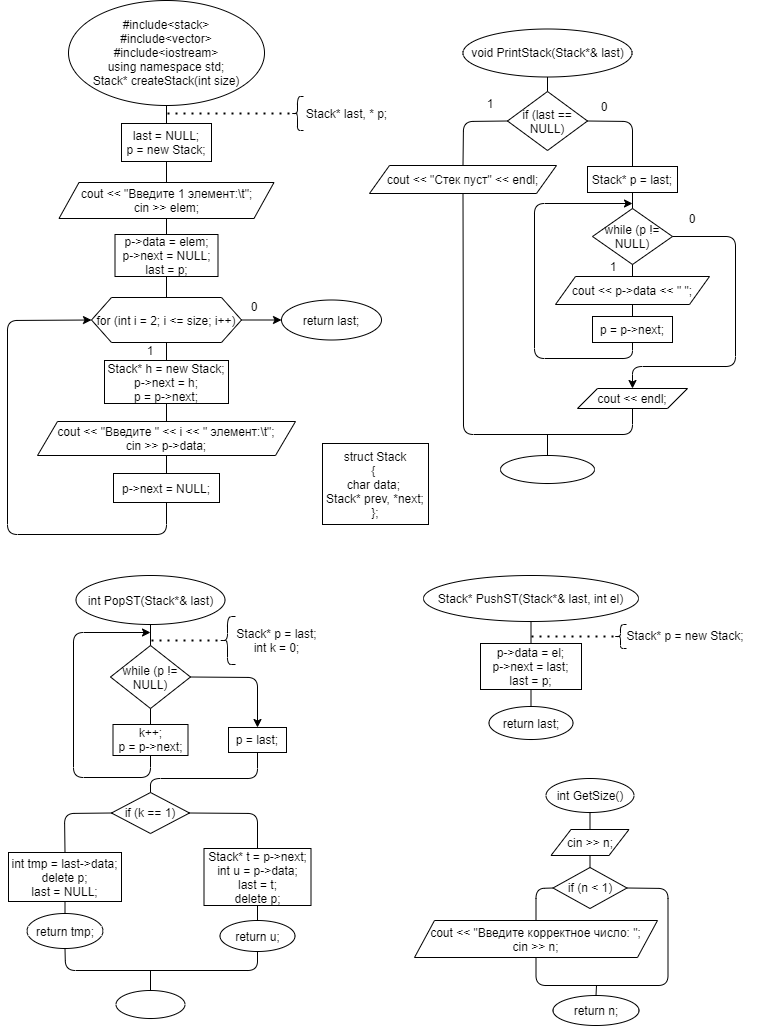 #include<stack>
#include<vector>
#include<iostream>
using namespace std;
Stack* createStack(int size)
Stack* last, * p;
last = NULL;
p = new Stack;
cout << "Введите 1 элемент:\t";
cin >> elem;
p->data = elem;
p->next = NULL;
last = p;
for (int i = 2; i <= size; i++)
0
return last;
1
Stack* h = new Stack;
p->next = h;
p = p->next;
cout << "Введите " << i << " элемент:\t";
cin >> p->data;
p->next = NULL;
void PrintStack(Stack*& last)
1
if (last ==
NULL)
0
cout << "Стек пуст" << endl;
Stack* p = last;
while (p !=
NULL)
0
1
cout << p->data << " ";
p = p->next;
cout << endl;
struct Stack
{
char data;
Stack* prev, *next;
};
int PopST(Stack*& last)
Stack* p = last;
int k = 0;
while (p !=
NULL)
k++;
p = p->next;
p = last;
if (k == 1)
int tmp = last->data;
delete p;
last = NULL;
return tmp;
Stack* t = p->next;
int u = p->data;
last = t;
delete p;
return u;
Stack* PushST(Stack*& last, int el)
Stack* p = new Stack;
p->data = el;
p->next = last;
last = p;
return last;
int GetSize()
cin >> n;
if (n < 1)
cout << "Введите корректное число: ";
cin >> n;
return n;